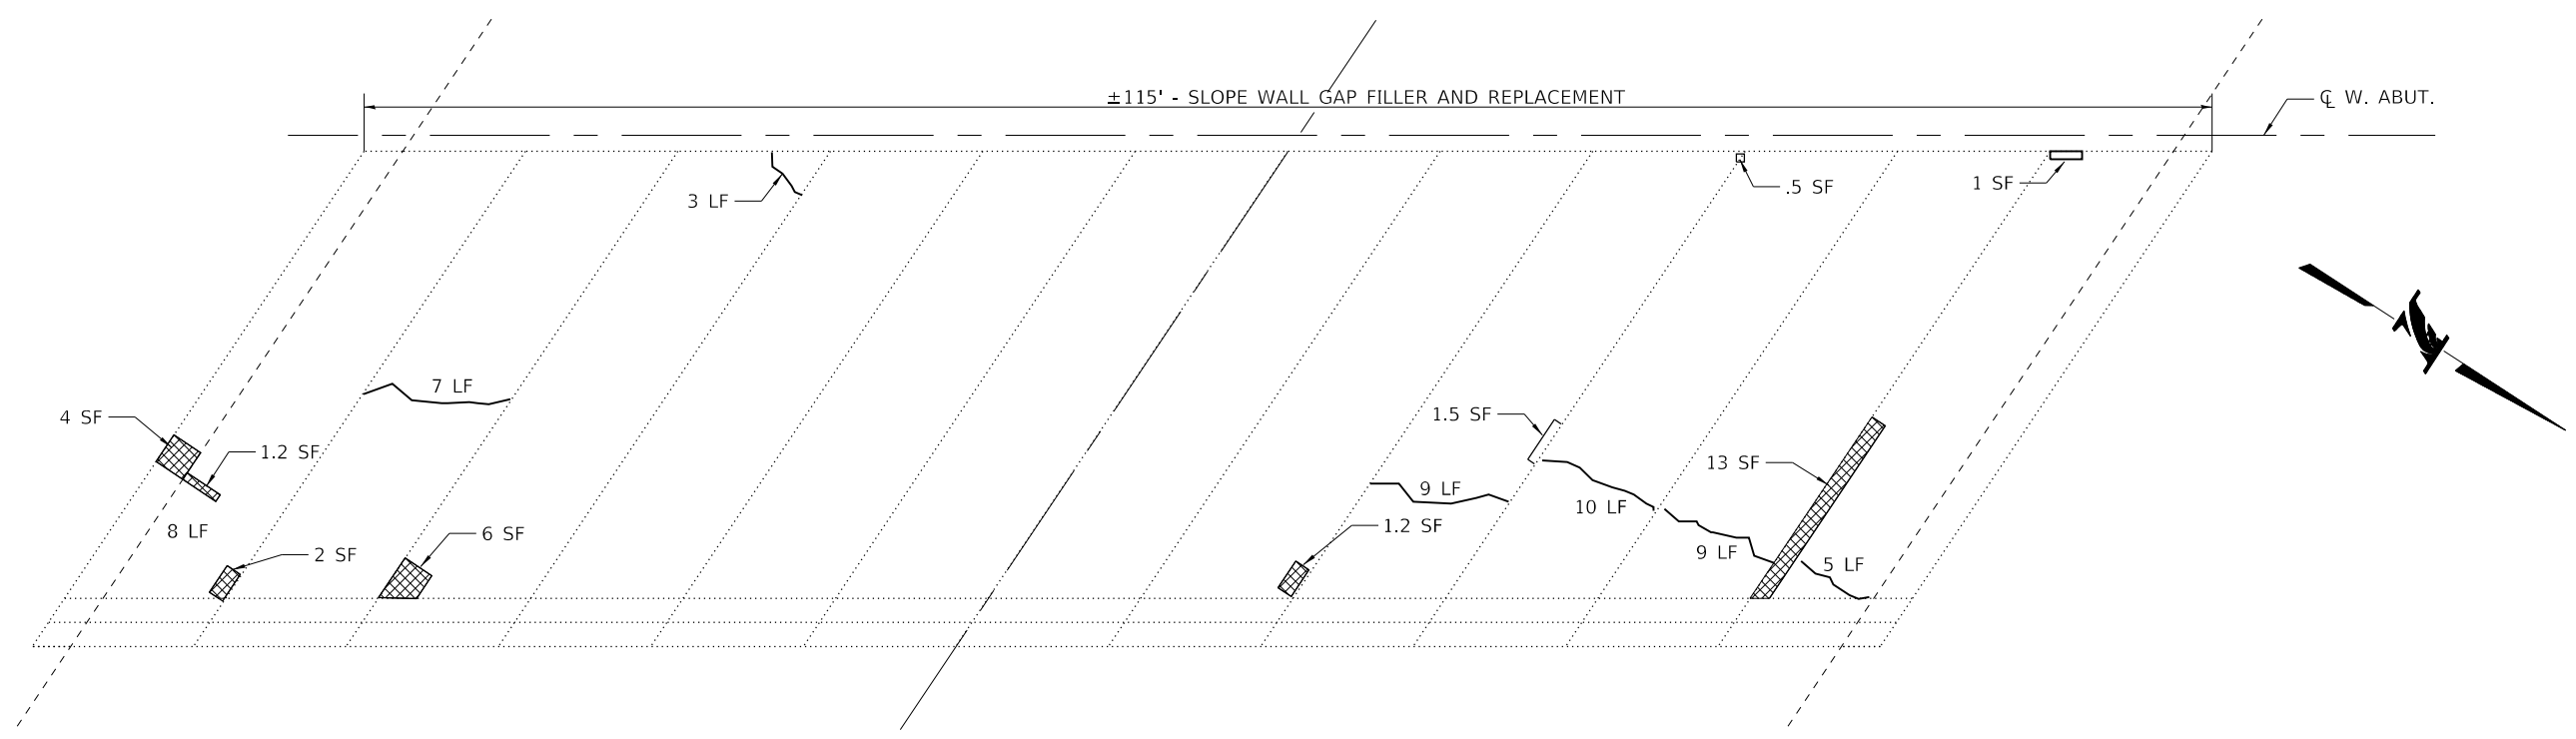 ±115' - SLOPE WALL GAP FILLER AND REPLACEMENT
℄ W. ABUT.
3 LF
.5 SF
1 SF
7 LF
4 SF
1.2 SF
1.5 SF
13 SF
9 LF
10 LF
8 LF
6 SF
1.2 SF
2 SF
9 LF
5 LF